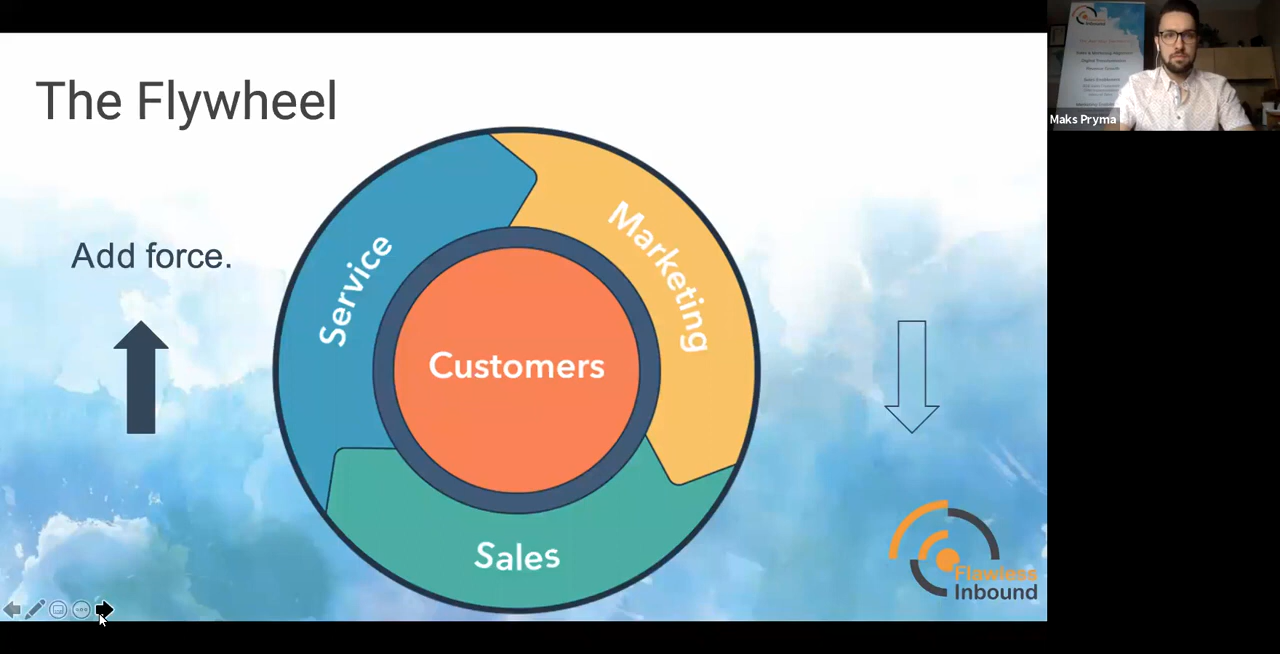 The Flywheel
Add force.
Service
Marketing
Customers
Sales
Flawless
Inbound
Maks Pryma